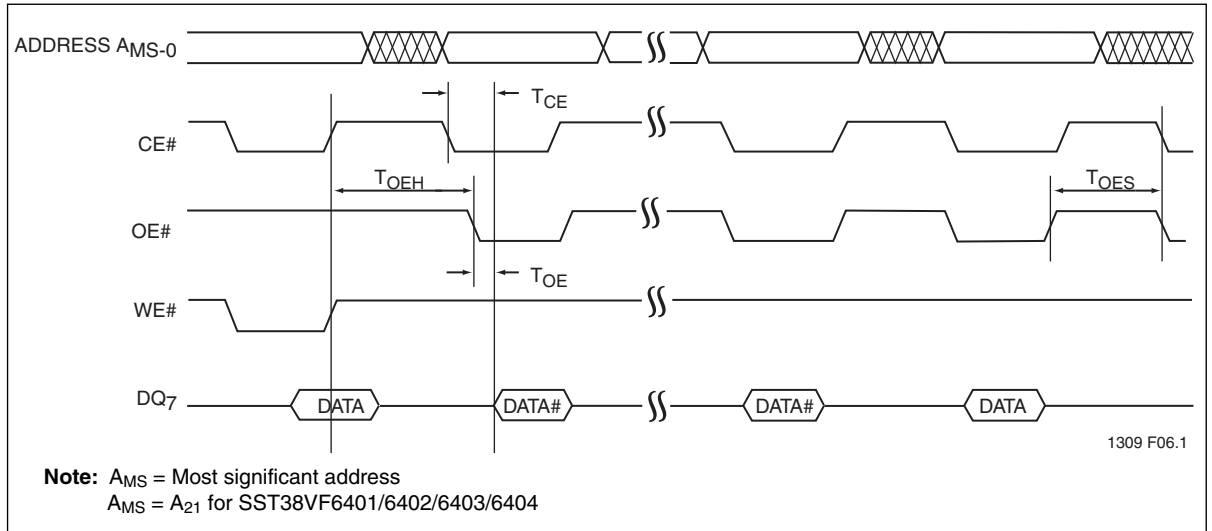 ADDRESS AMS-0
TCE
CE#
TOEH
TOES
OE#
TOE
WE#
DQ7
DATA
DATA#
DATA#
DATA
1309 F06.1
Note: AMS = Most significant address
AMS = A21 for SST38VF6401/6402/6403/6404